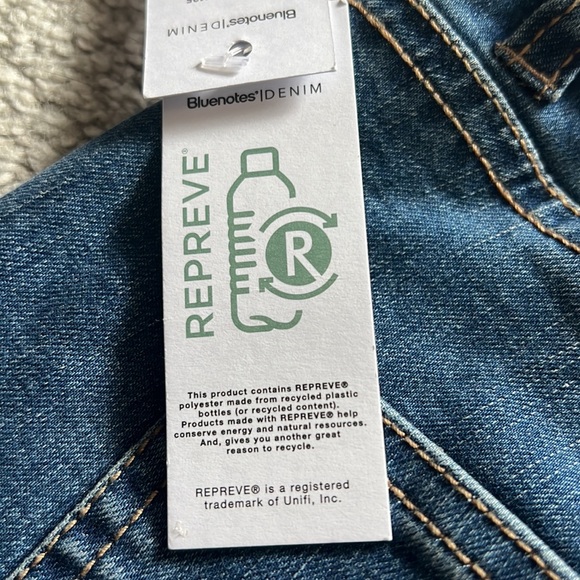 Bluenotes®|DENIM
Bluenotes®|DENIM
REPREVE®
R
This product contains REPREVE®
polyester made from recycled plastic
bottles (or recycled content).
Products made with REPREVE® help
conserve energy and natural resources.
And, gives you another great
reason to recycle.
REPREVE® is a registered
trademark of Unifi, Inc.